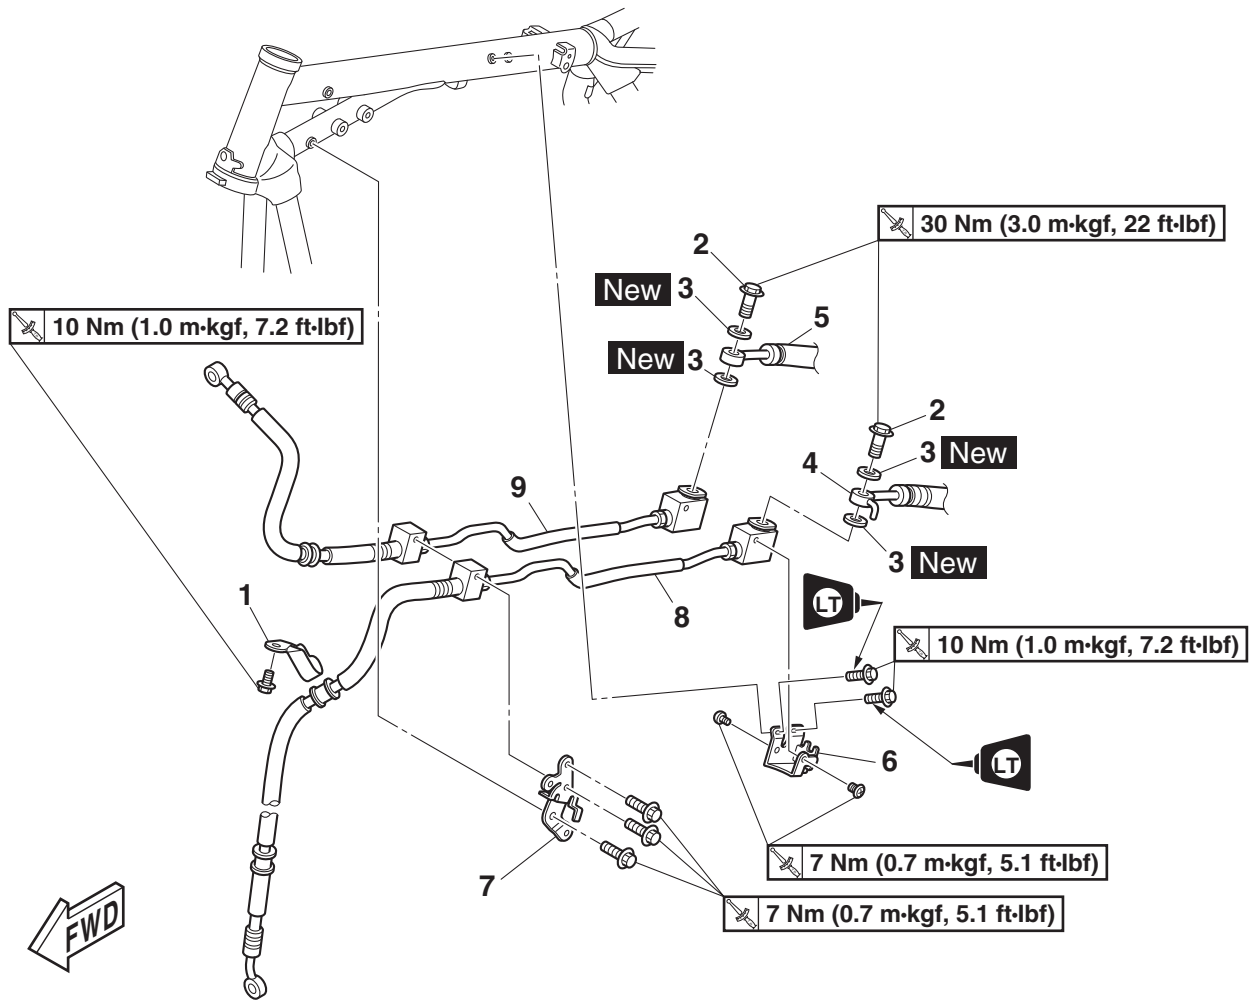 30 Nm (3.0 m•kgf, 22 ft•lbf)
2
New 3
10 Nm (1.0 m•kgf, 7.2 ft•lbf)
5
New 3
2
3 New
4
9
3 New
1
8
LT
10 Nm (1.0 m•kgf, 7.2 ft•lbf)
6
LT
7 Nm (0.7 m•kgf, 5.1 ft•lbf)
7
7 Nm (0.7 m•kgf, 5.1 ft•lbf)
FWD